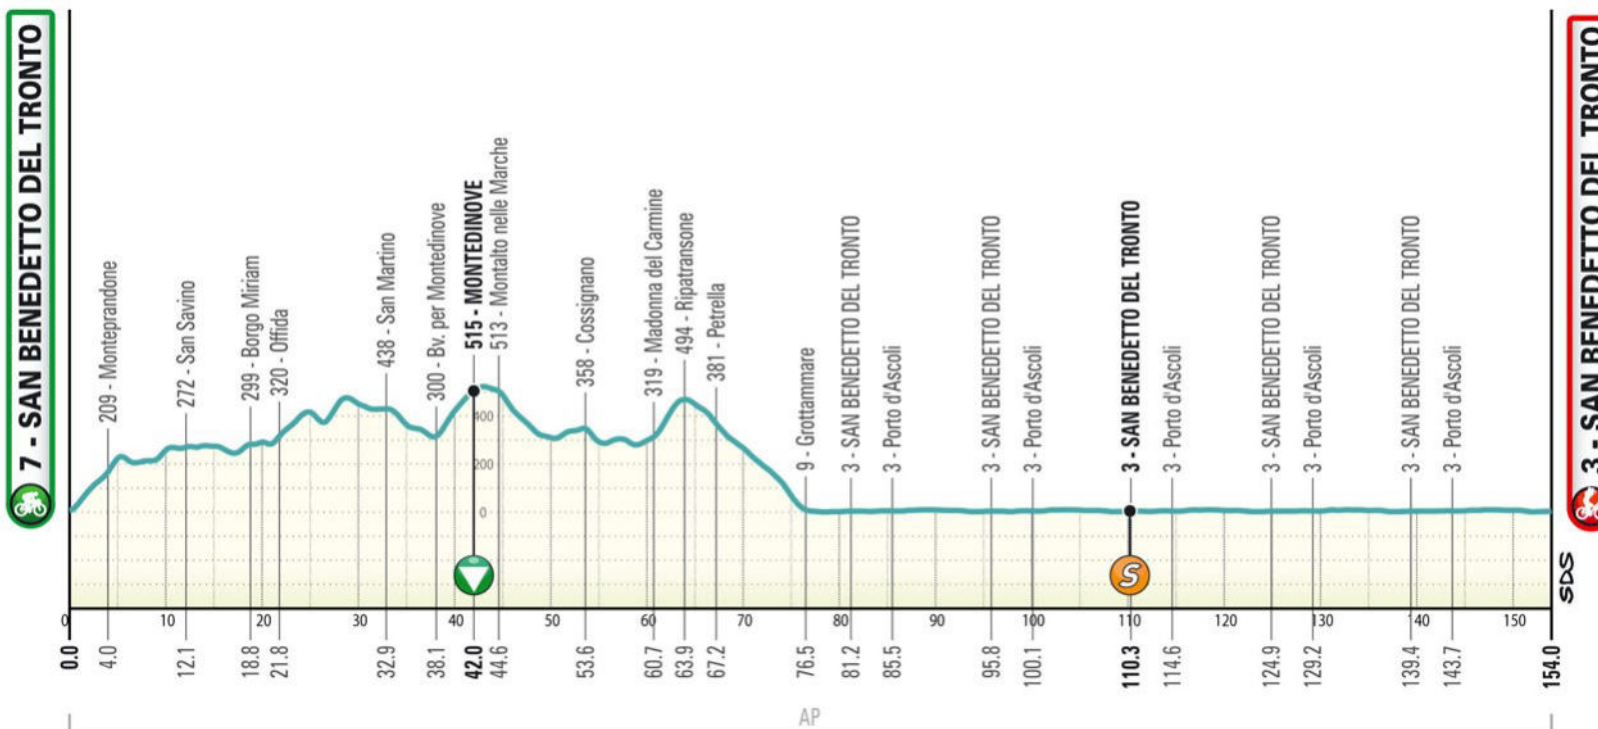 7 - SAN BENEDETTO DEL TRONTO
209 - Monteprandone
272 - San Savino
299 - Borgo Miriam
320 - Offida
438 - San Martino
300 - Bv. per Montedinove
515 - MONTEDINOVE
513 - Montalto nelle Marche
358 - Cossignano
319 - Madonna del Carmine
494 - Ripatransone
381 - Petrella
9 - Grottammare
3 - SAN BENEDETTO DEL TRONTO
3 - Porto d'Ascoli
3 - SAN BENEDETTO DEL TRONTO
3 - Porto d'Ascoli
3 - SAN BENEDETTO DEL TRONTO
3 - Porto d'Ascoli
3 - SAN BENEDETTO DEL TRONTO
3 - Porto d'Ascoli
3 - SAN BENEDETTO DEL TRONTO
3 - Porto d'Ascoli
3 - SAN BENEDETTO DEL TRONTO
400
200
0
S
SDS
0 10 20 30 40 50 60 70 80 90 100 110 120 130 140 150
0.0 4.0 12.1 18.8 21.8 32.9 38.1 42.0 44.6 53.6 60.7 63.9 67.2 76.5 81.2 85.5 95.8 100.1 110.3 114.6 124.9 129.2 139.4 143.7 154.0
AP